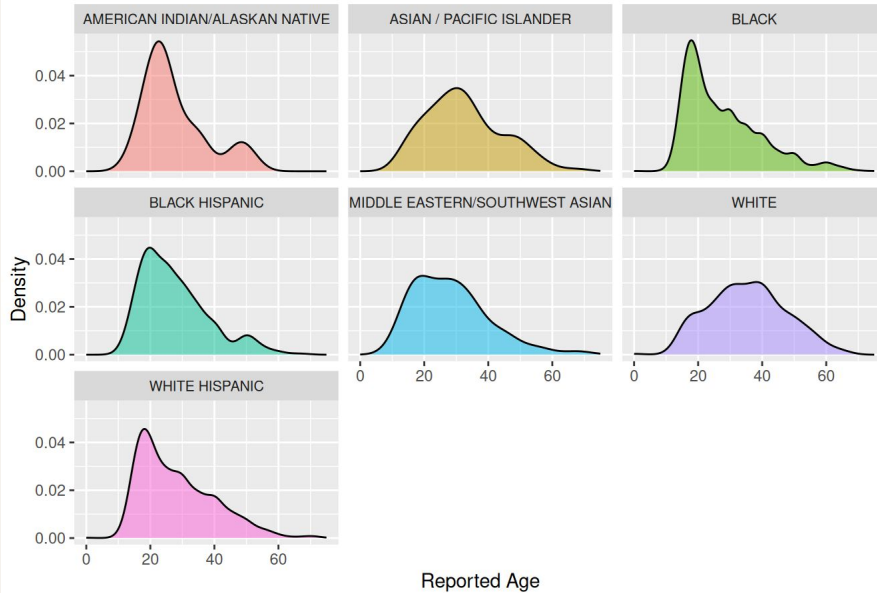 AMERICAN INDIAN/ALASKAN NATIVE
ASIAN / PACIFIC ISLANDER
BLACK
0.04
0.02
0.00
BLACK HISPANIC
MIDDLE EASTERN/SOUTHWEST ASIAN
WHITE
0.04
0.02
0.00
0 20 40 60
0 20 40 60
WHITE HISPANIC
0.04
0.02
0.00
0 20 40 60
Density
Reported Age